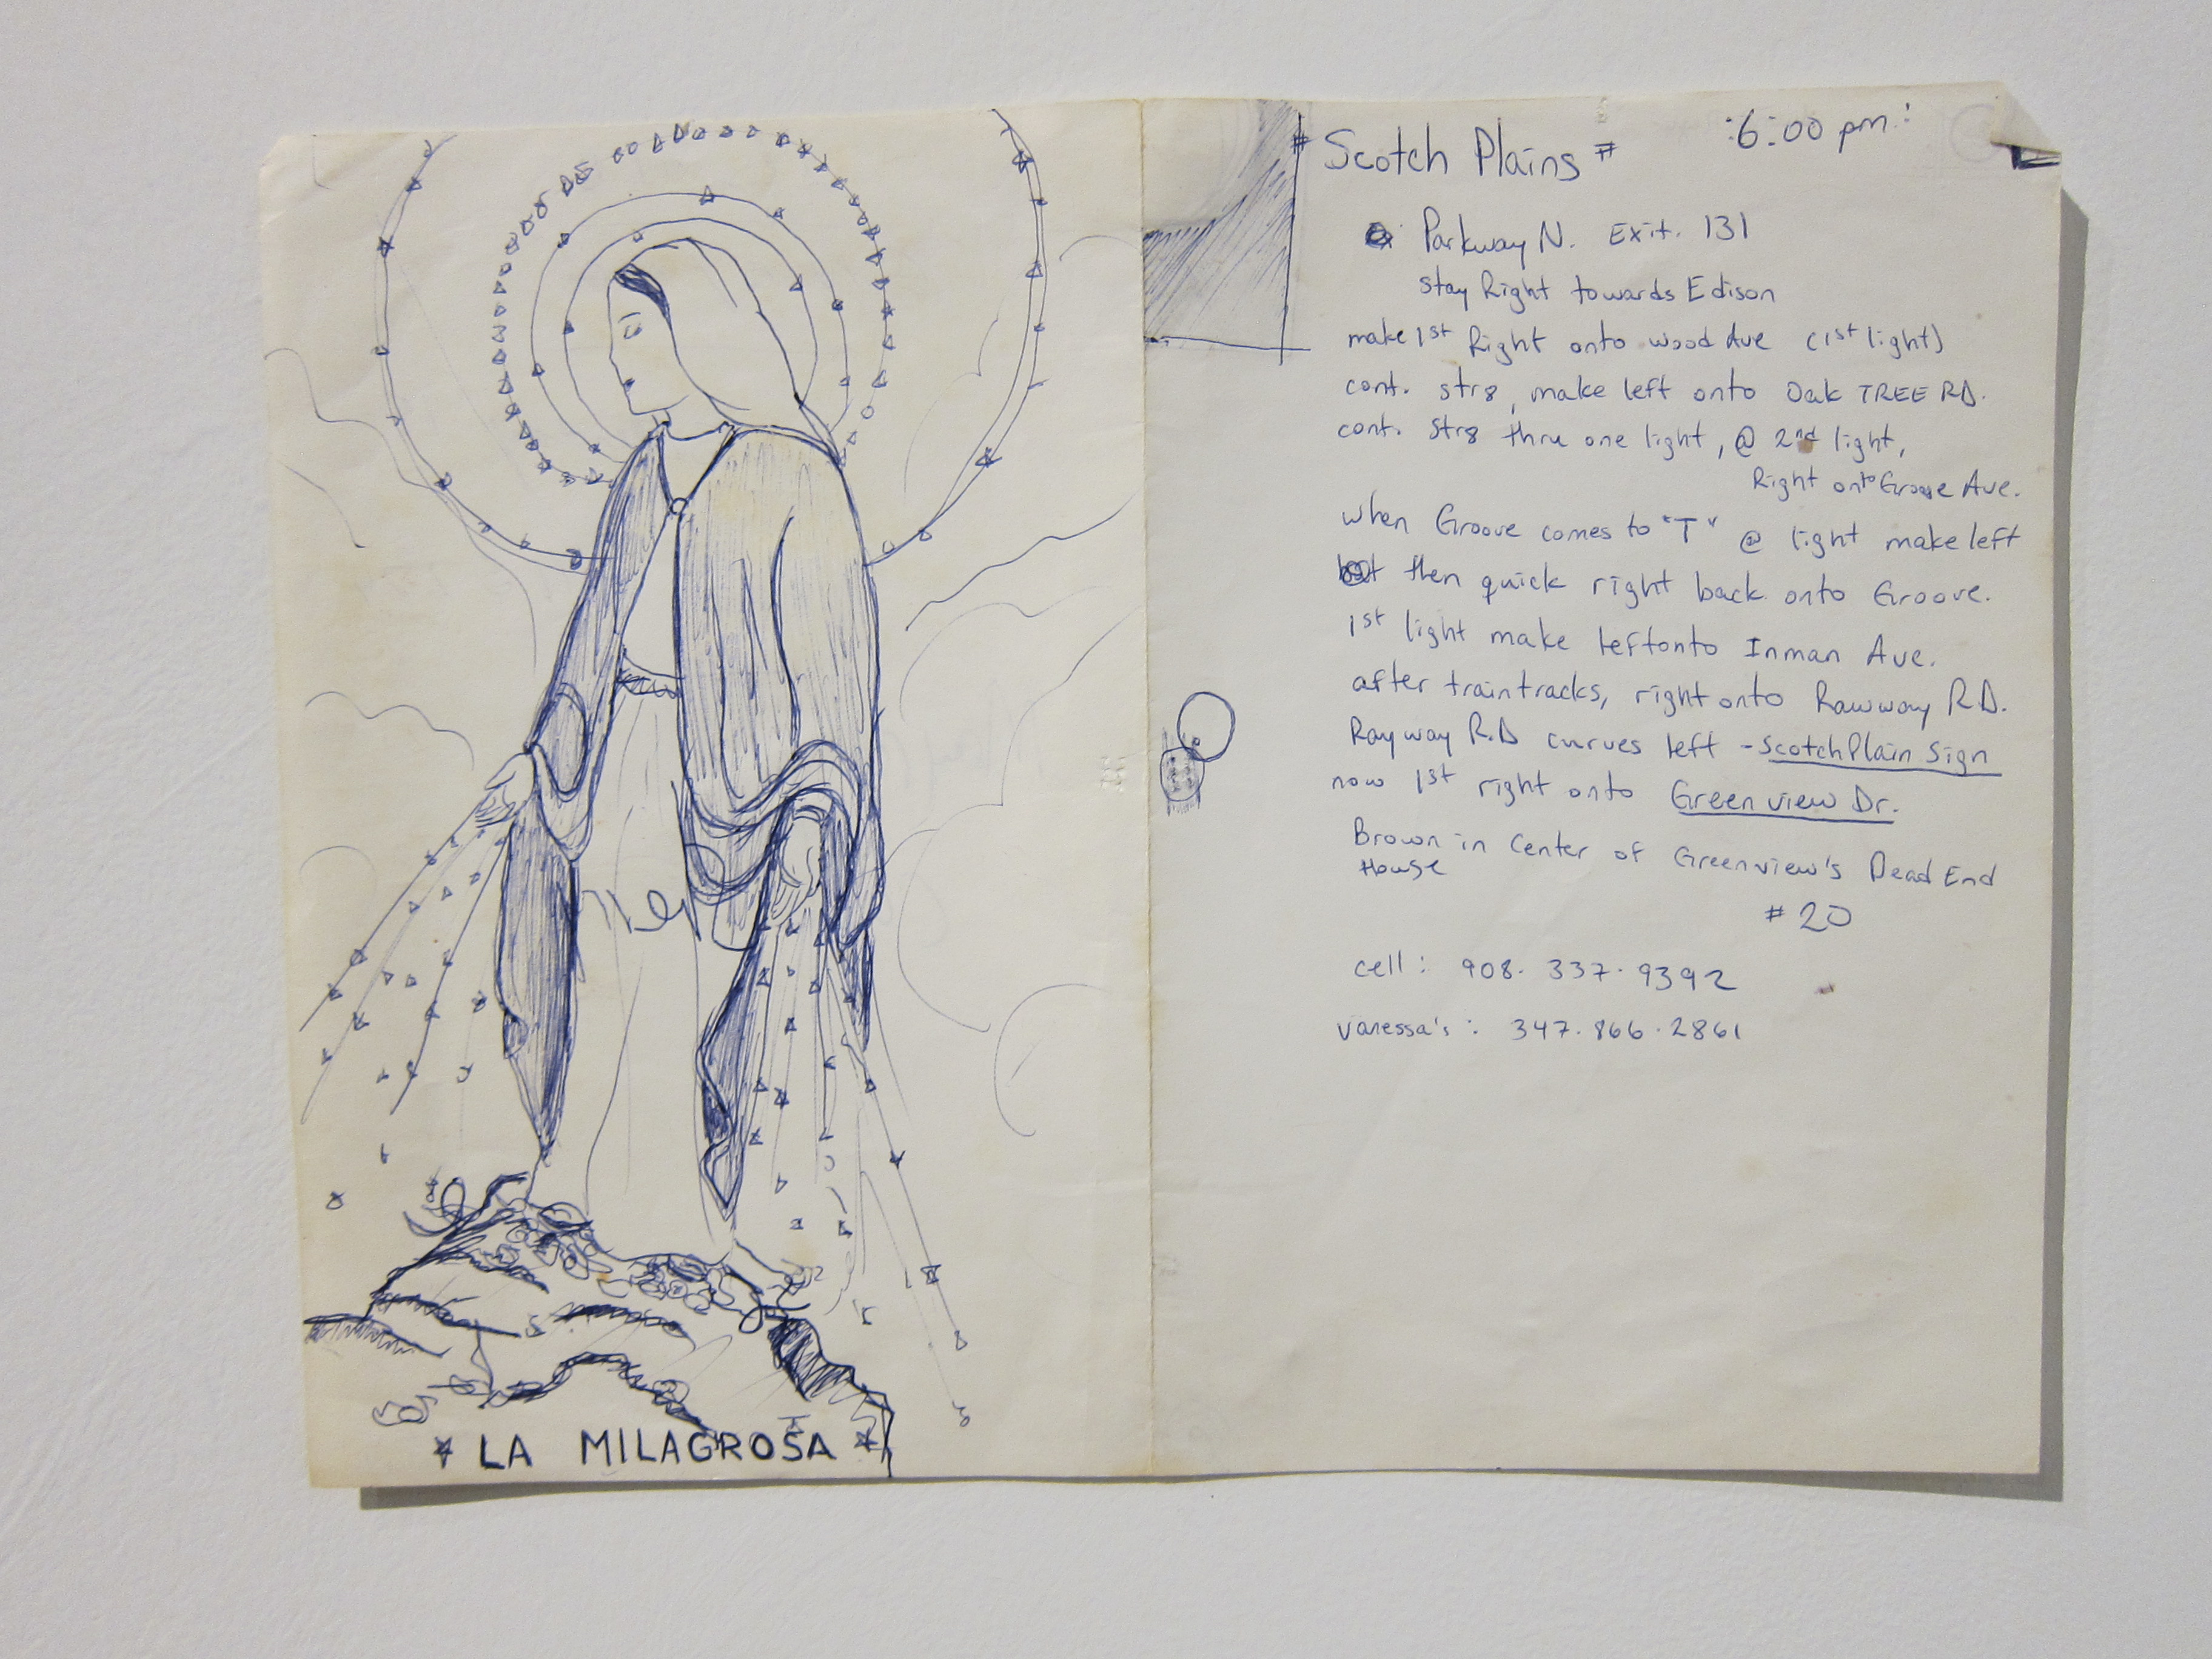 LA MILAGROSA
# Scotch Plains #
:6:00 pm:
Parkway N. Exit. 131
stay Right towards Edison
make 1st Right onto wood Ave (1st light)
cont. str8, make left onto Oak TREE RD.
cont. str8 thru one light, @ 2nd light,
Right onto Groove Ave.
when Groove comes to "T" @ light make left
then quick right back onto Groove.
1st light make left onto Inman Ave.
after traintracks, right onto Rawway RD.
Rayway R.D curves left - Scotch Plain Sign
now 1st right onto Green view Dr.
Brown House in Center of Greenview's Dead End
#20
cell: 908. 337. 9392
vanessa's: 347. 866. 2861